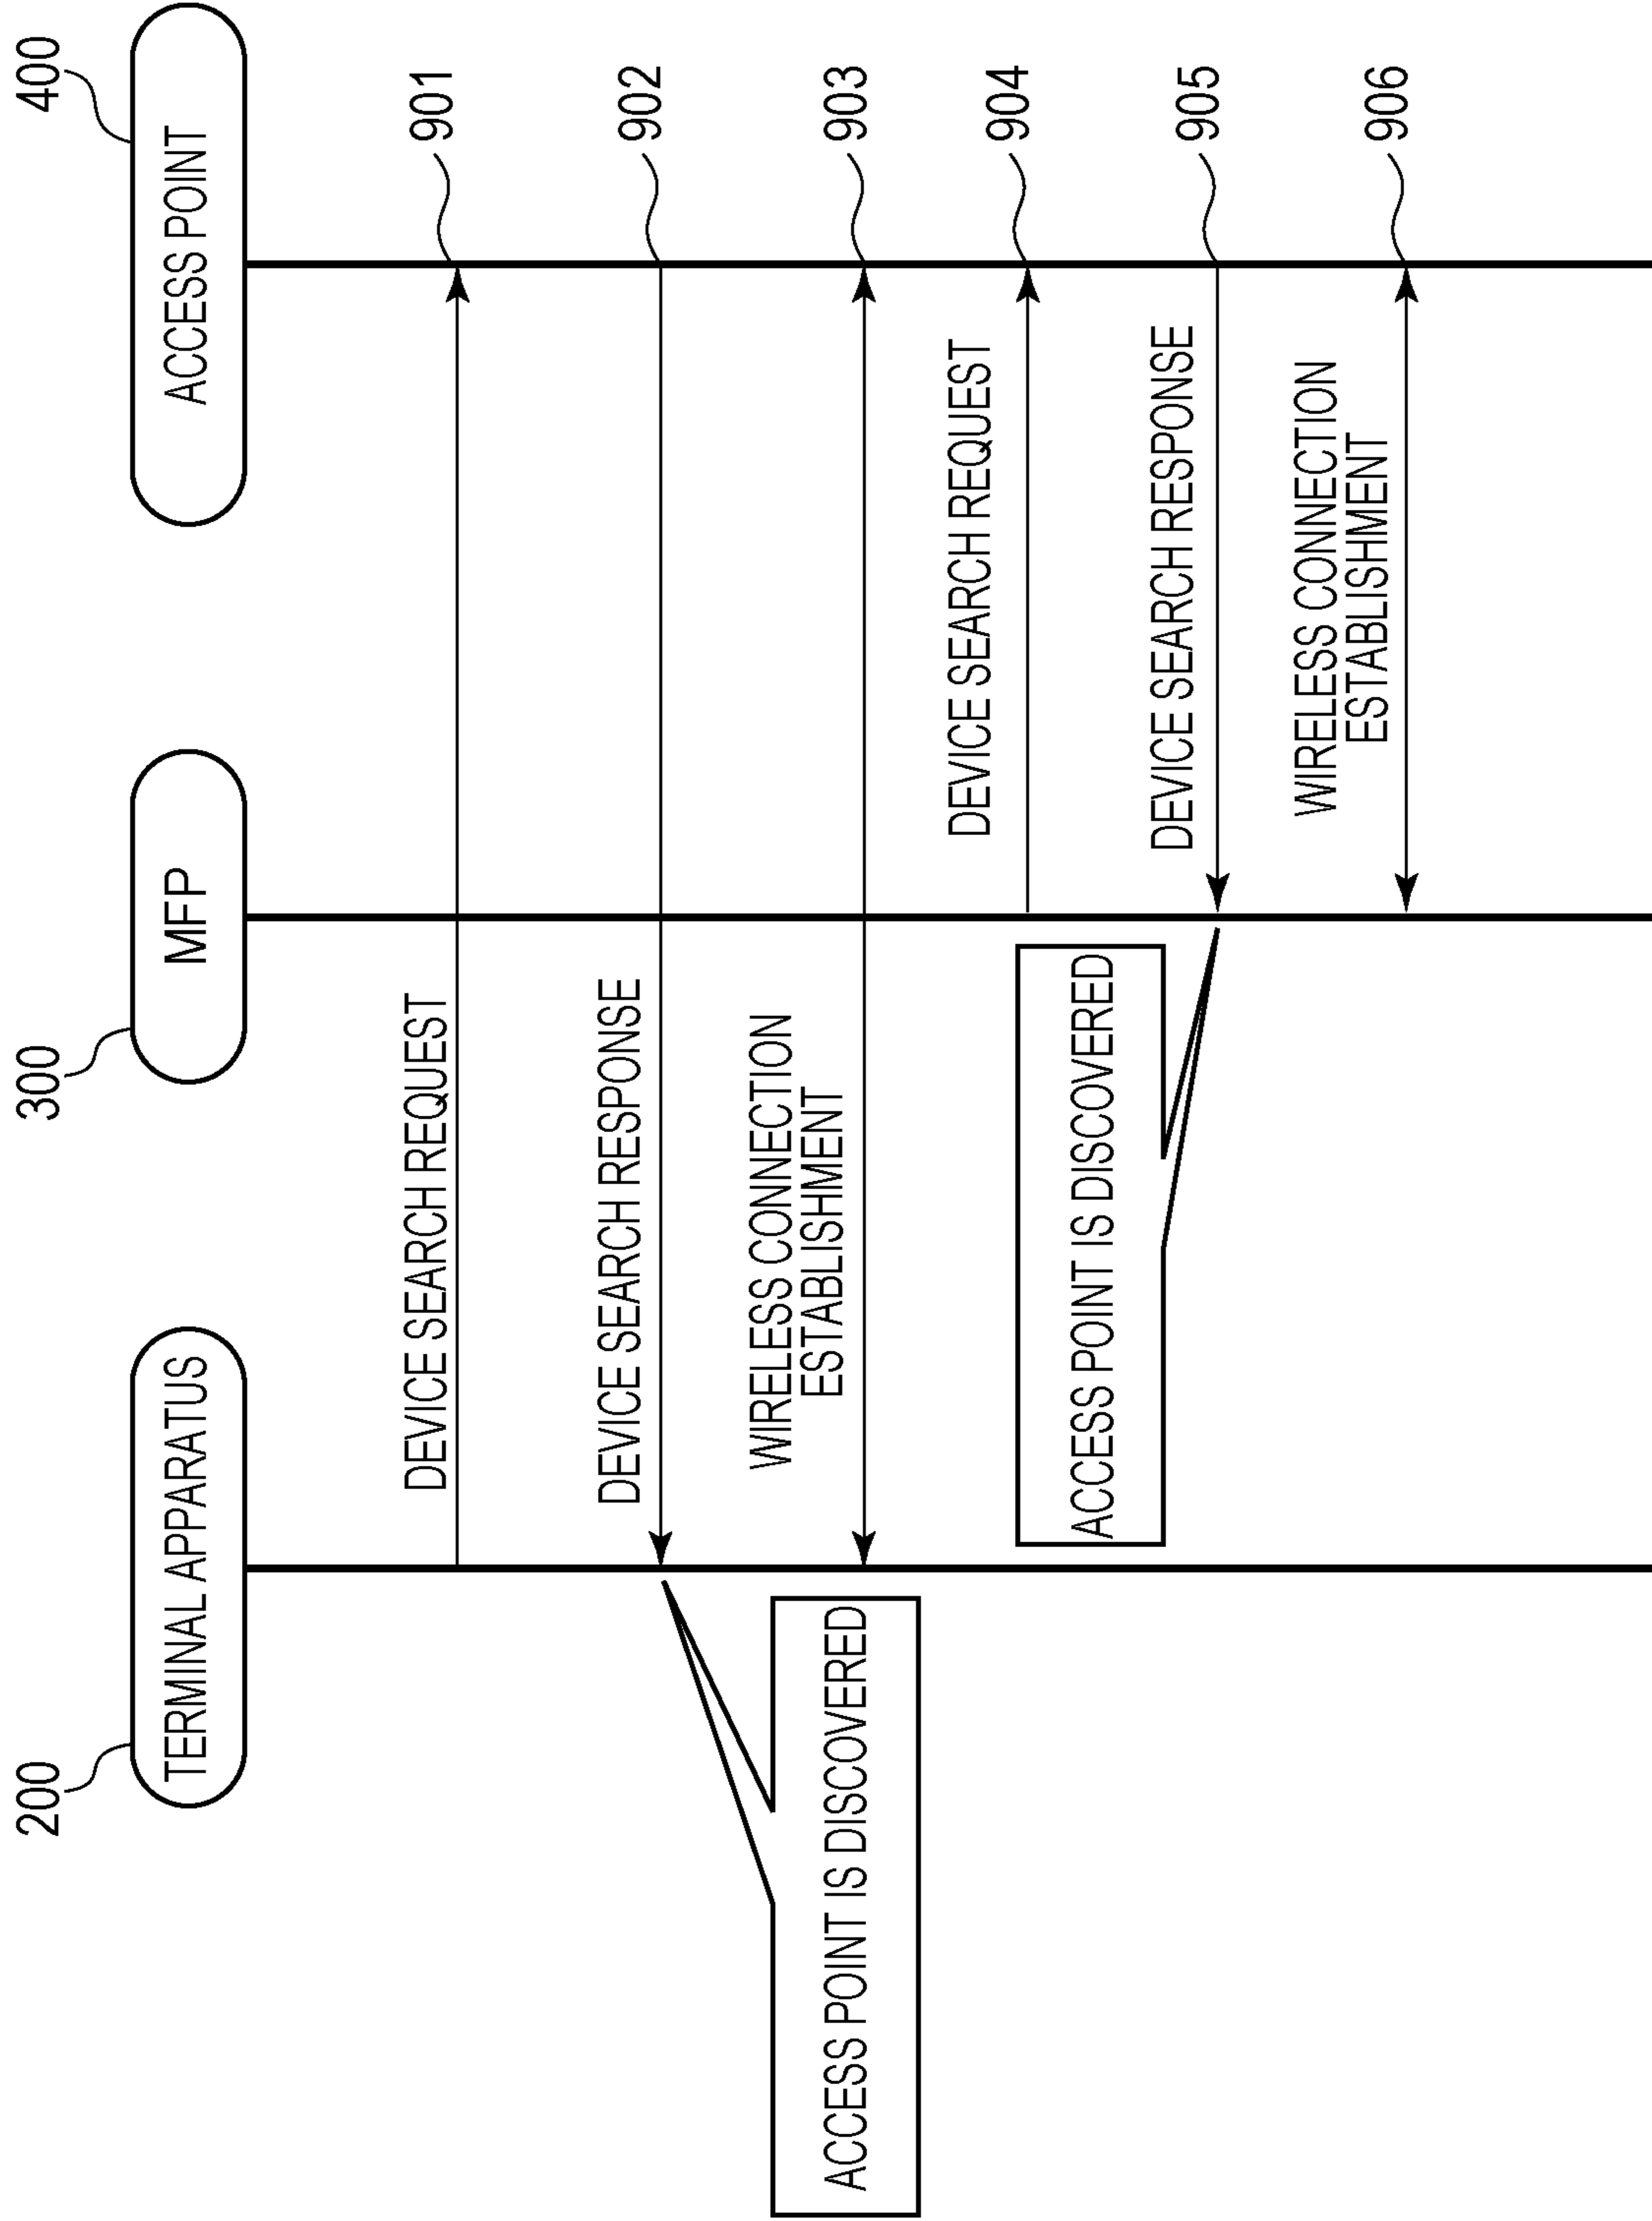 200
300
400
TERMINAL APPARATUS
MFP
ACCESS POINT
DEVICE SEARCH REQUEST
901
DEVICE SEARCH RESPONSE
902
WIRELESS CONNECTION
ESTABLISHMENT
903
ACCESS POINT IS DISCOVERED
DEVICE SEARCH REQUEST
904
ACCESS POINT IS DISCOVERED
DEVICE SEARCH RESPONSE
905
WIRELESS CONNECTION
ESTABLISHMENT
906